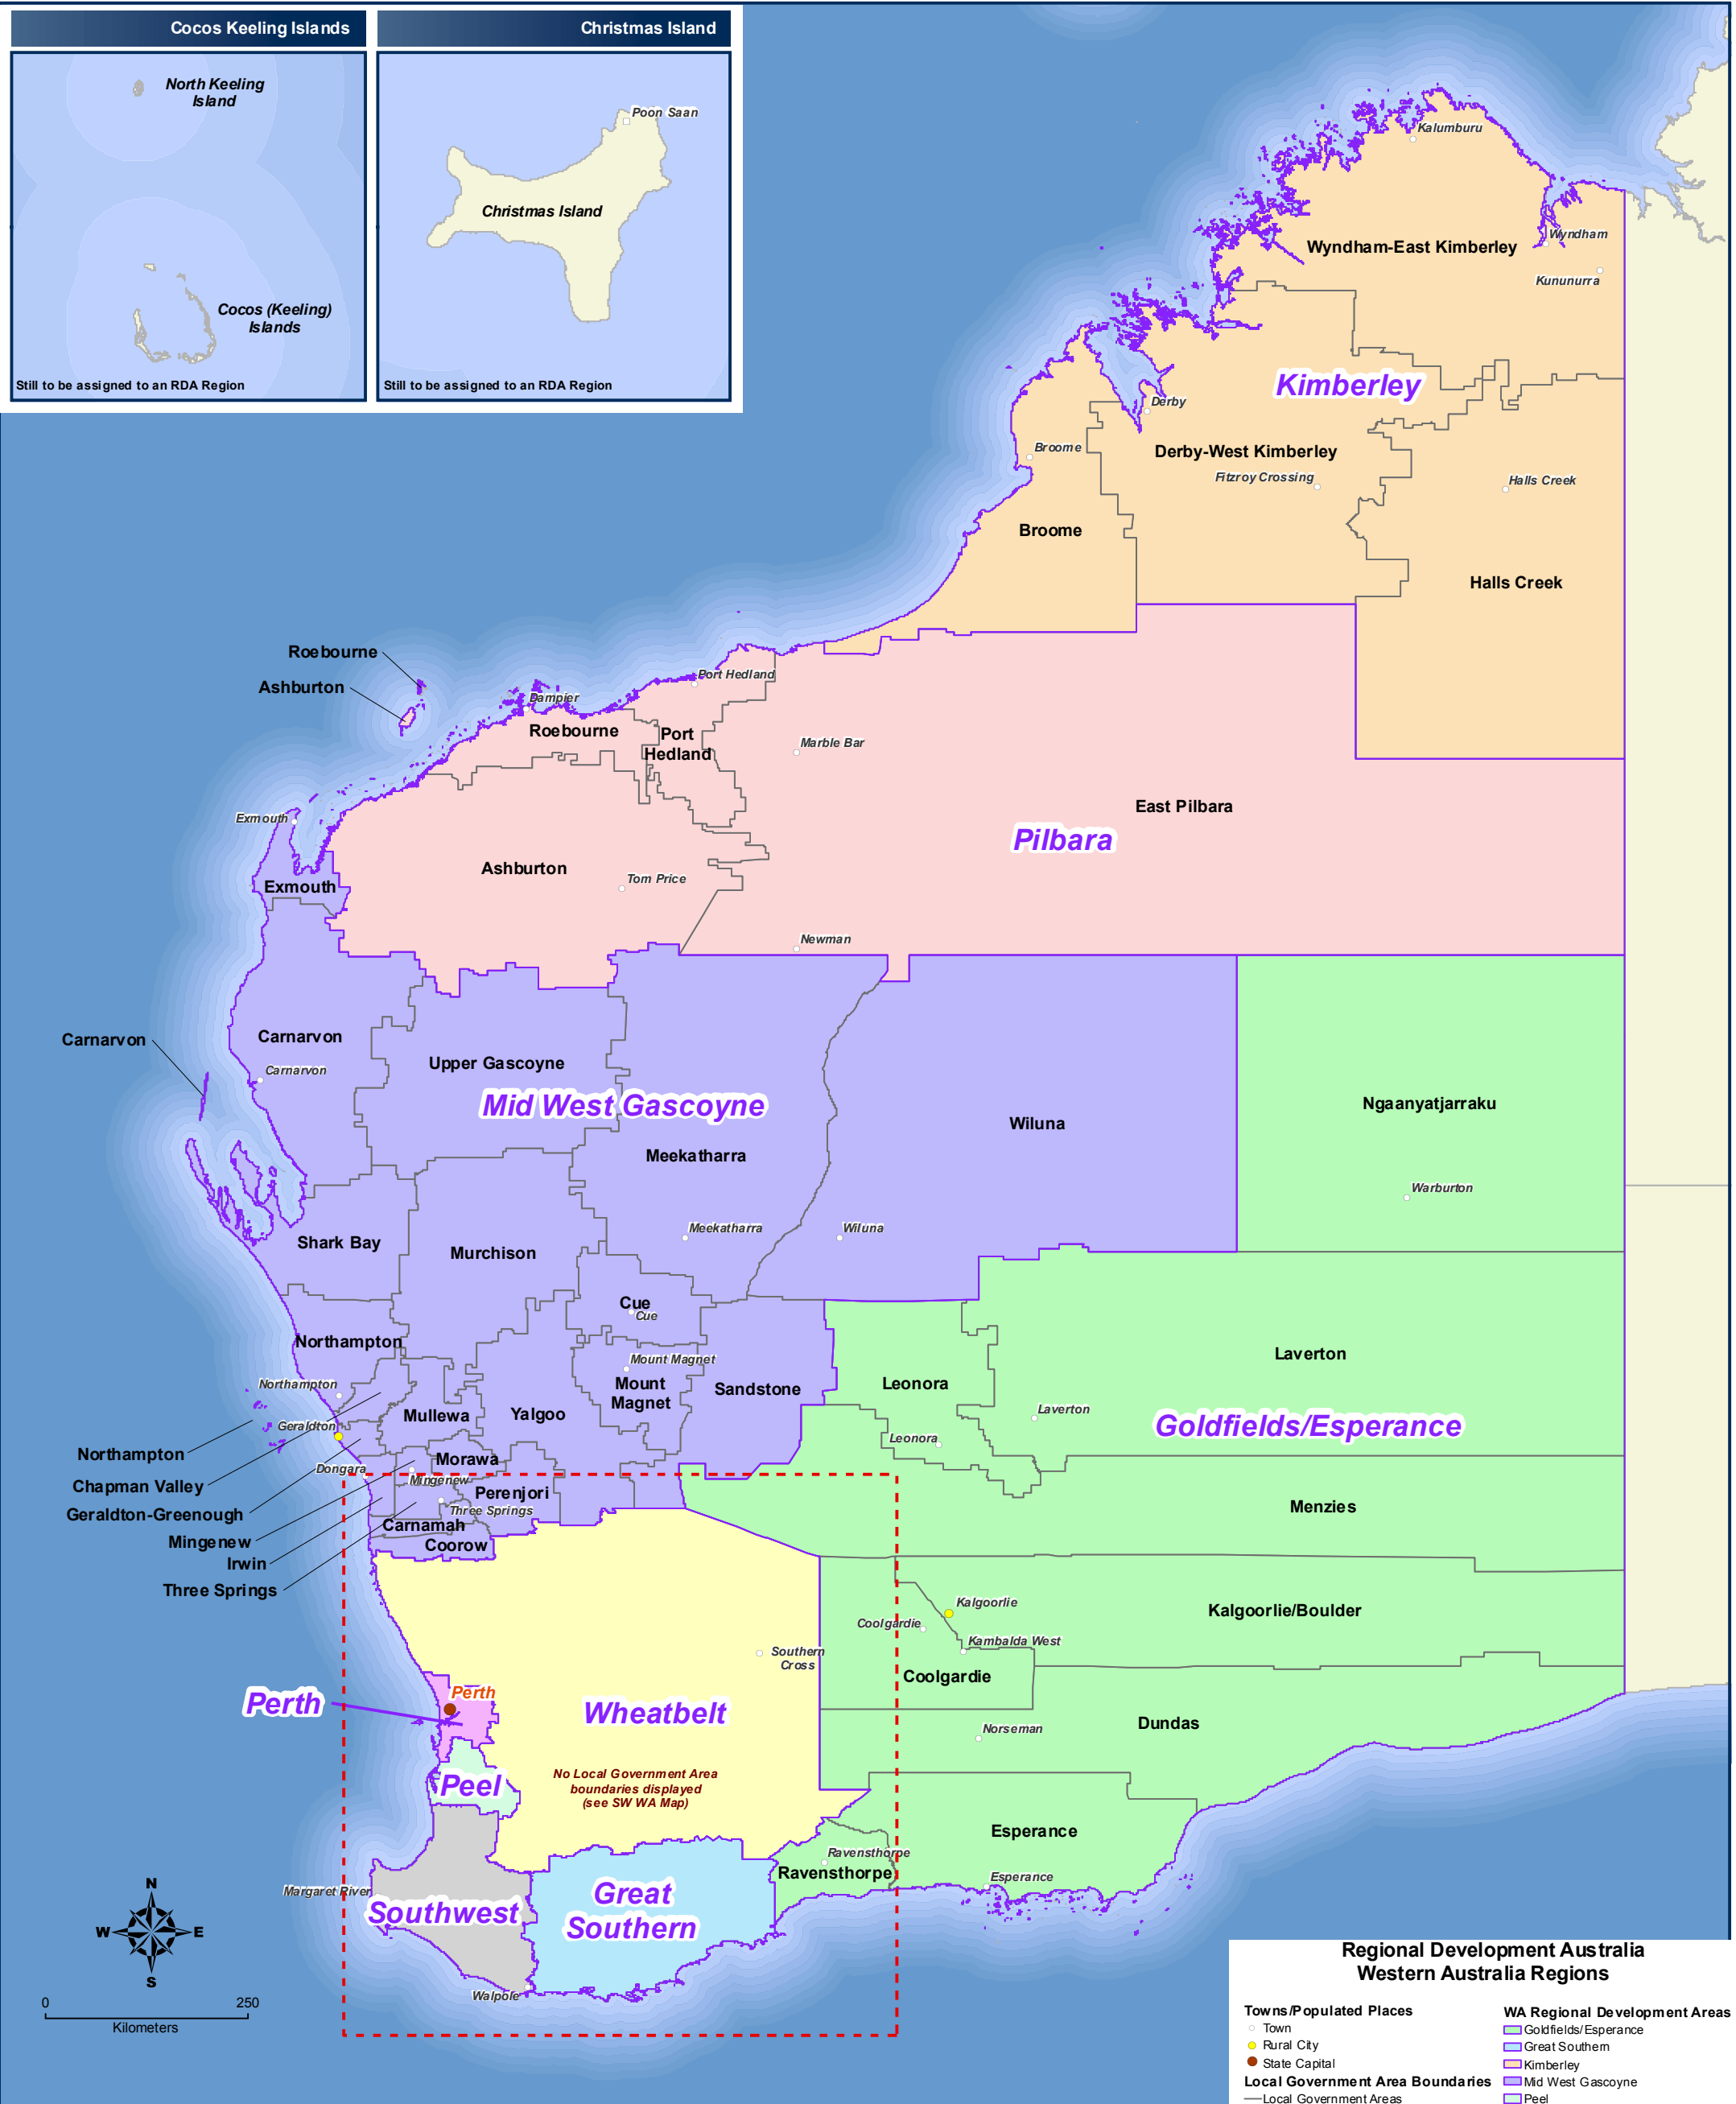 Cocos Keeling Islands
Christmas Island
North Keeling
Island
Cocos (Keeling)
Islands
Still to be assigned to an RDA Region
Poon Saan
Christmas Island
Still to be assigned to an RDA Region
Kalumburu
Wyndham-East Kimberley
Wyndham
Kununurra
Kimberley
Derby
Broome
Derby-West Kimberley
Fitzroy Crossing
Halls Creek
Broome
Halls Creek
Roebourne
Ashburton
Port Hedland
Dampier
Roebourne
Port
Hedland
Marble Bar
East Pilbara
Pilbara
Exmouth
Ashburton
Tom Price
Exmouth
Newman
Carnarvon
Carnarvon
Carnarvon
Upper Gascoyne
Mid West Gascoyne
Meekatharra
Wiluna
Ngaanyatjarraku
Warburton
Meekatharra
Wiluna
Shark Bay
Murchison
Cue
Cue
Northampton
Mount Magnet
Mount
Magnet
Sandstone
Leonora
Laverton
Northampton
Geraldton
Mullewa
Yalgoo
Laverton
Goldfields/Esperance
Leonora
Northampton
Chapman Valley
Geraldton-Greenough
Mingenew
Irwin
Three Springs
Dongara
Morawa
Mingenew
Perenjori
Three Springs
Carnamah
Coorow
Menzies
Kalgoorlie
Kalgoorlie/Boulder
Coolgardie
Kambalda West
Coolgardie
Southern
Cross
Perth
Perth
Wheatbelt
Norseman
Dundas
No Local Government Area
boundaries displayed
(see SW WA Map)
Peel
Esperance
Ravensthorpe
Ravensthorpe
Esperance
Margaret River
Southwest
Great
Southern
Walpole
N
W
E
S
0
250
Kilometers
Regional Development Australia
Western Australia Regions
Towns/Populated Places
Town
Rural City
State Capital
Local Government Area Boundaries
Local Government Areas
WA Regional Development Areas
Goldfields/Esperance
Great Southern
Kimberley
Mid West Gascoyne
Peel